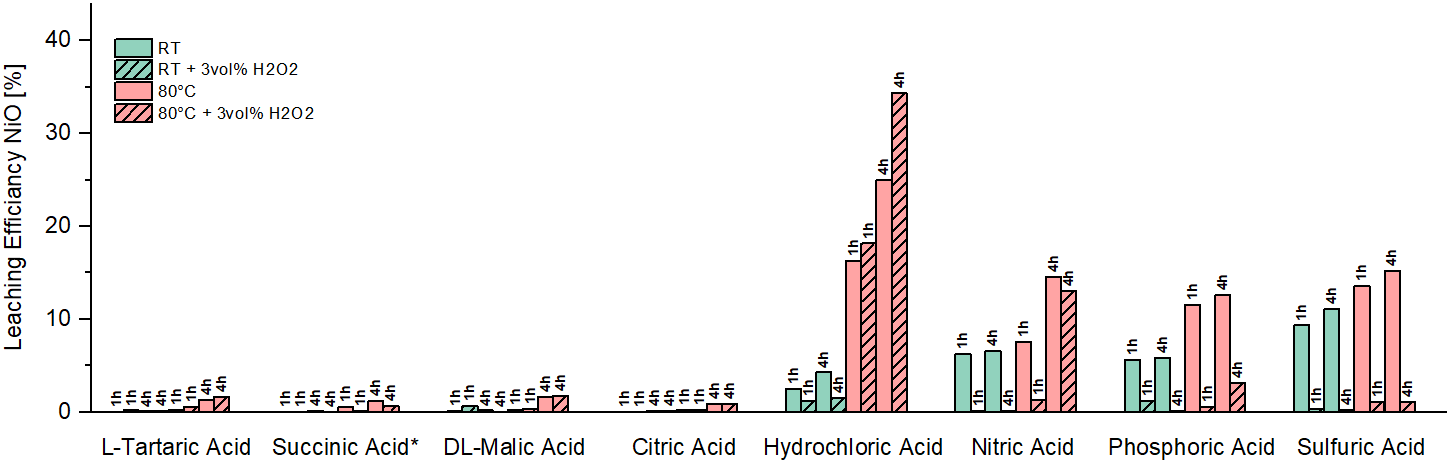 Leaching Efficiancy NiO [%]
40
30
20
10
0
RT
RT + 3vol% H2O2
80°C
80°C + 3vol% H2O2
1h 1h 4h 4h 1h 1h 4h 4h
1h 1h 4h 4h 1h 1h 4h 4h
1h 1h 4h 4h 1h 1h 4h 4h
1h 1h 4h 4h 1h 1h 4h 4h
1h 1h 4h 4h 1h 1h 4h 4h
1h 1h 4h 4h 1h 1h 4h 4h
1h 1h 4h 4h 1h 1h 4h 4h
1h 1h 4h 4h 1h 1h 4h 4h
L-Tartaric Acid
Succinic Acid*
DL-Malic Acid
Citric Acid
Hydrochloric Acid
Nitric Acid
Phosphoric Acid
Sulfuric Acid